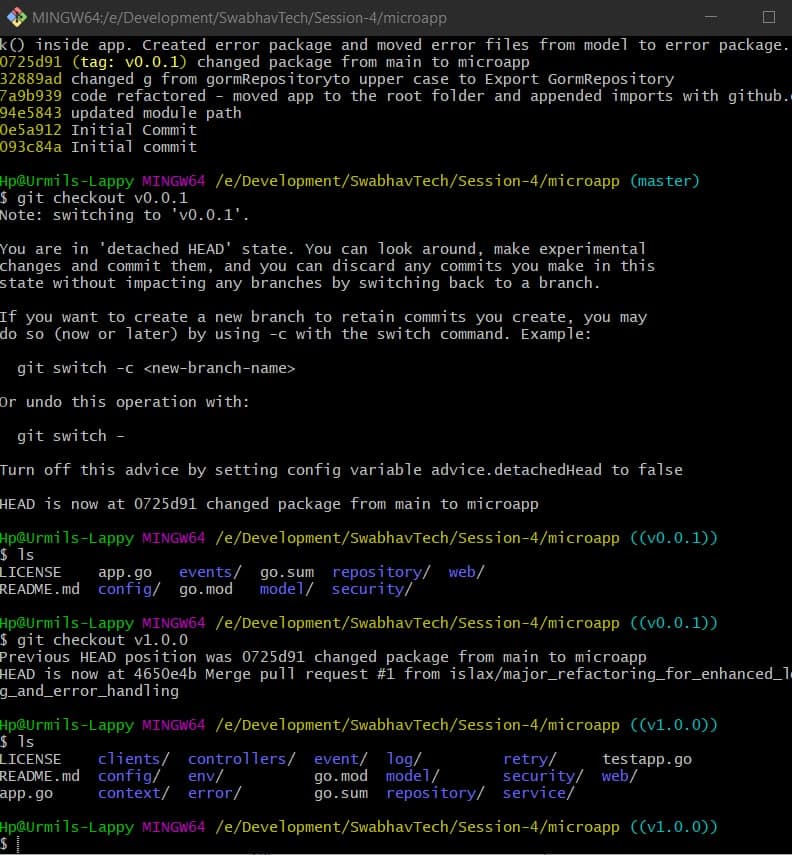 MINGW64:/e/Development/SwabhavTech/Session-4/microapp
k() inside app. Created error package and moved error files from model to error package.
0725d91 (tag: v0.0.1) changed package from main to microapp
32889ad changed g from gormRepositoryto upper case to Export GormRepository
7a9b939 code refactored - moved app to the root folder and appended imports with github.
94e5843 updated module path
0e5a912 Initial Commit
093c84a Initial commit
Hp@Urmils-Lappy MINGW64 /e/Development/SwabhavTech/Session-4/microapp (master)
$ git checkout v0.0.1
Note: switching to 'v0.0.1'.
You are in 'detached HEAD' state. You can look around, make experimental
changes and commit them, and you can discard any commits you make in this
state without impacting any branches by switching back to a branch.
If you want to create a new branch to retain commits you create, you may
do so (now or later) by using -c with the switch command. Example:
git switch -c <new-branch-name>
Or undo this operation with:
git switch -
Turn off this advice by setting config variable advice.detachedHead to false
HEAD is now at 0725d91 changed package from main to microapp
Hp@Urmils-Lappy MINGW64 /e/Development/SwabhavTech/Session-4/microapp ((v0.0.1))
$ ls
LICENSE app.go events/ go.sum repository/ web/
README.md config/ go.mod model/ security/
Hp@Urmils-Lappy MINGW64 /e/Development/SwabhavTech/Session-4/microapp ((v0.0.1))
$ git checkout v1.0.0
Previous HEAD position was 0725d91 changed package from main to microapp
HEAD is now at 4650e4b Merge pull request #1 from islax/major_refactoring_for_enhanced_lo
g_and_error_handling
Hp@Urmils-Lappy MINGW64 /e/Development/SwabhavTech/Session-4/microapp ((v1.0.0))
$ ls
LICENSE clients/ controllers/ event/ log/ retry/ testapp.go
README.md config/ env/ go.mod model/ security/ web/
app.go context/ error/ go.sum repository/ service/
Hp@Urmils-Lappy MINGW64 /e/Development/SwabhavTech/Session-4/microapp ((v1.0.0))
$